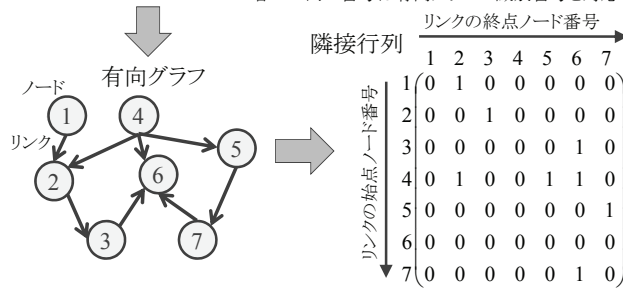 リンクの終点ノード番号
隣接行列
有向グラフ
ノード
リンク
1
4
5
2
6
3
7
リンクの始点ノード番号
1 2 3 4 5 6 7
1 0 1 0 0 0 0 0
2 0 0 1 0 0 0 0
3 0 0 0 0 0 1 0
4 0 1 0 0 1 1 0
5 0 0 0 0 0 0 1
6 0 0 0 0 0 0 0
7 0 0 0 0 0 1 0